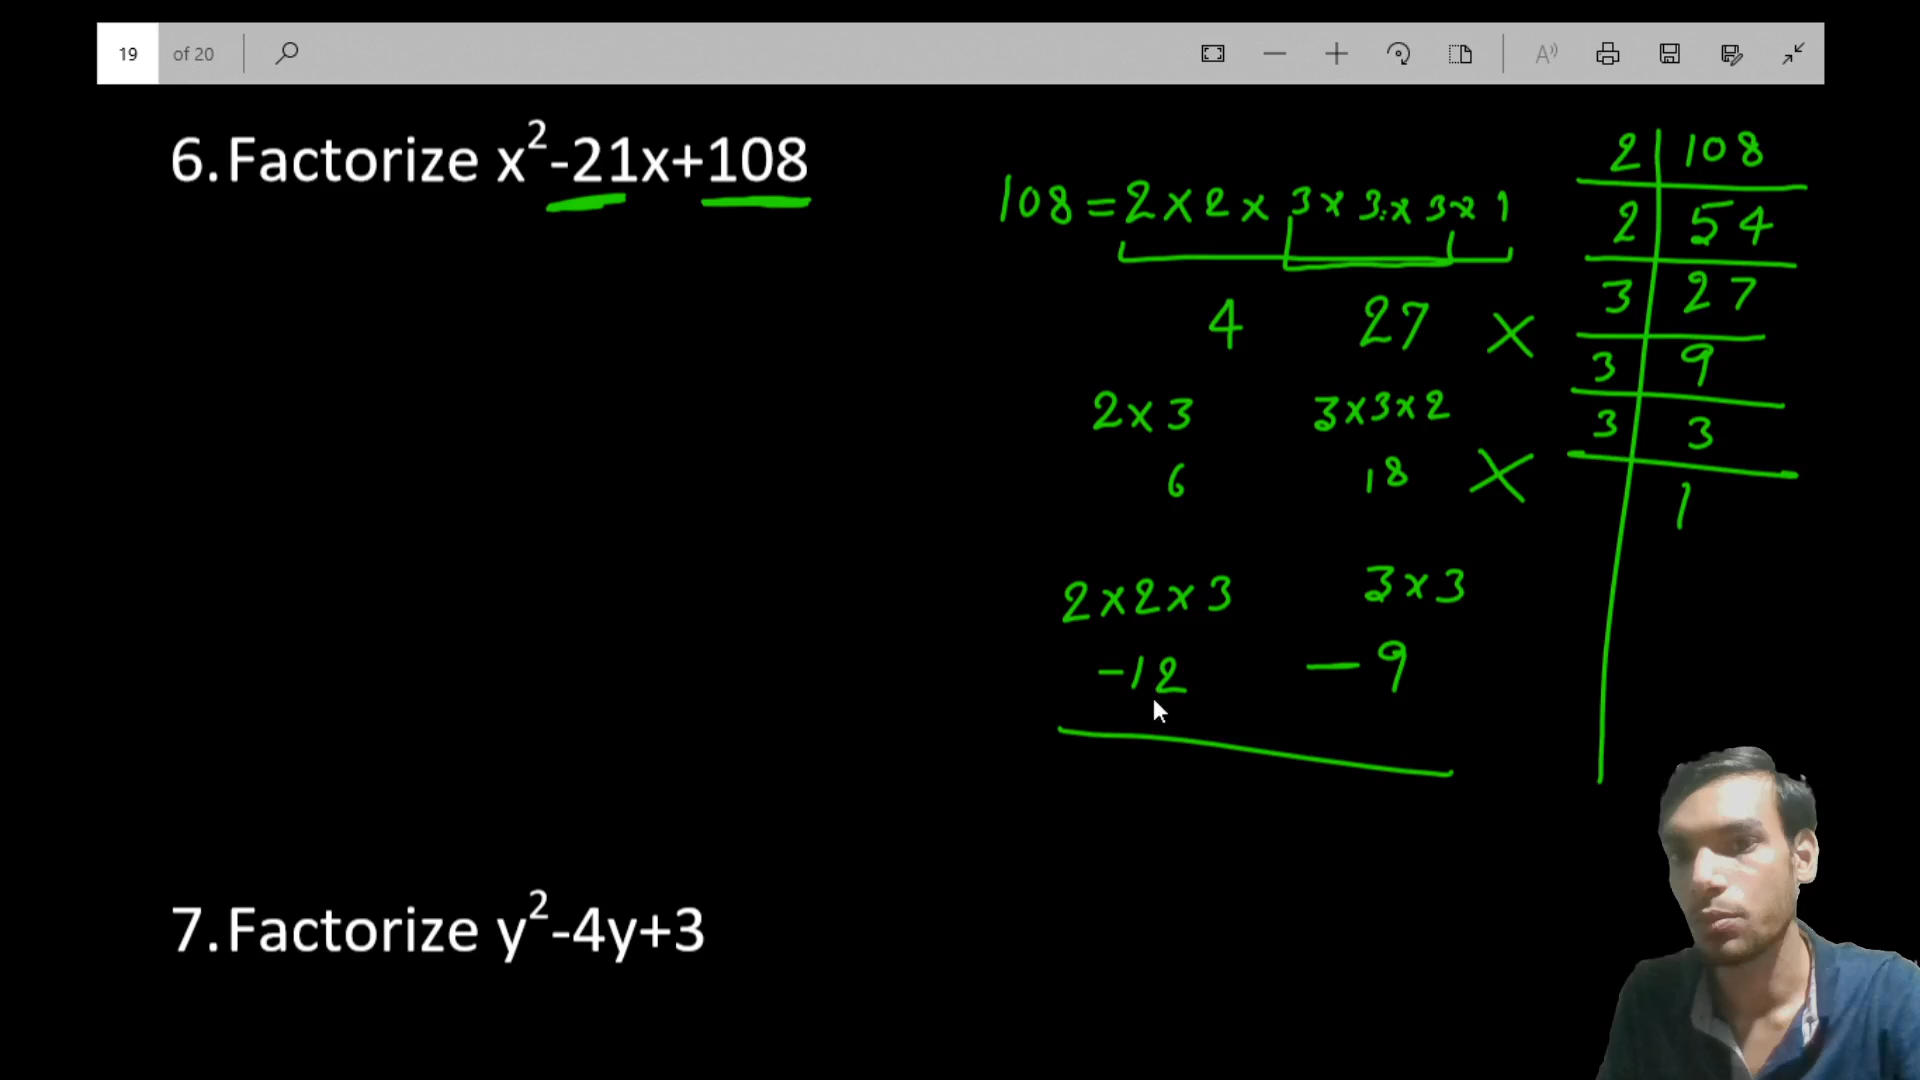 19 of 20
6. Factorize x²-21x+108
108 = 2 x 2 x 3 x 3 x 3 x 1
4 27 X
2 x 3 3 x 3 x 2
6 18 X
2 x 2 x 3 3 x 3
-12 -9
2 | 108
2 | 54
3 | 27
3 | 9
3 | 3
1
7. Factorize y²-4y+3